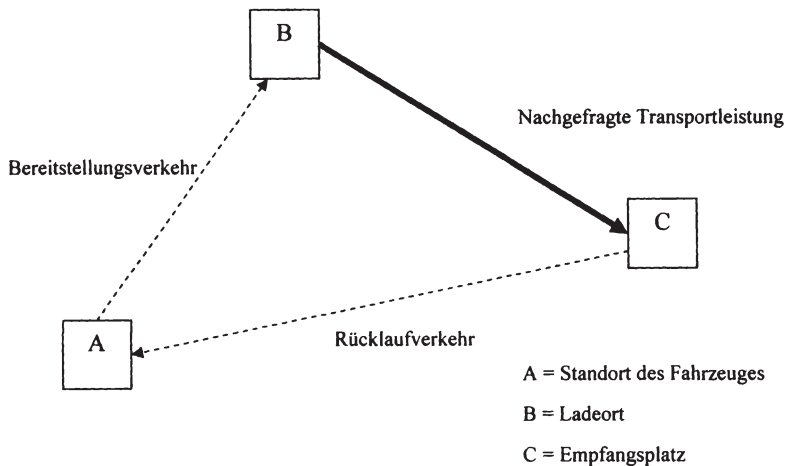 B
Nachgefragte Transportleistung
Bereitstellungsverkehr
C
A
Rücklaufverkehr
A = Standort des Fahrzeuges
B = Ladeort
C = Empfangsplatz